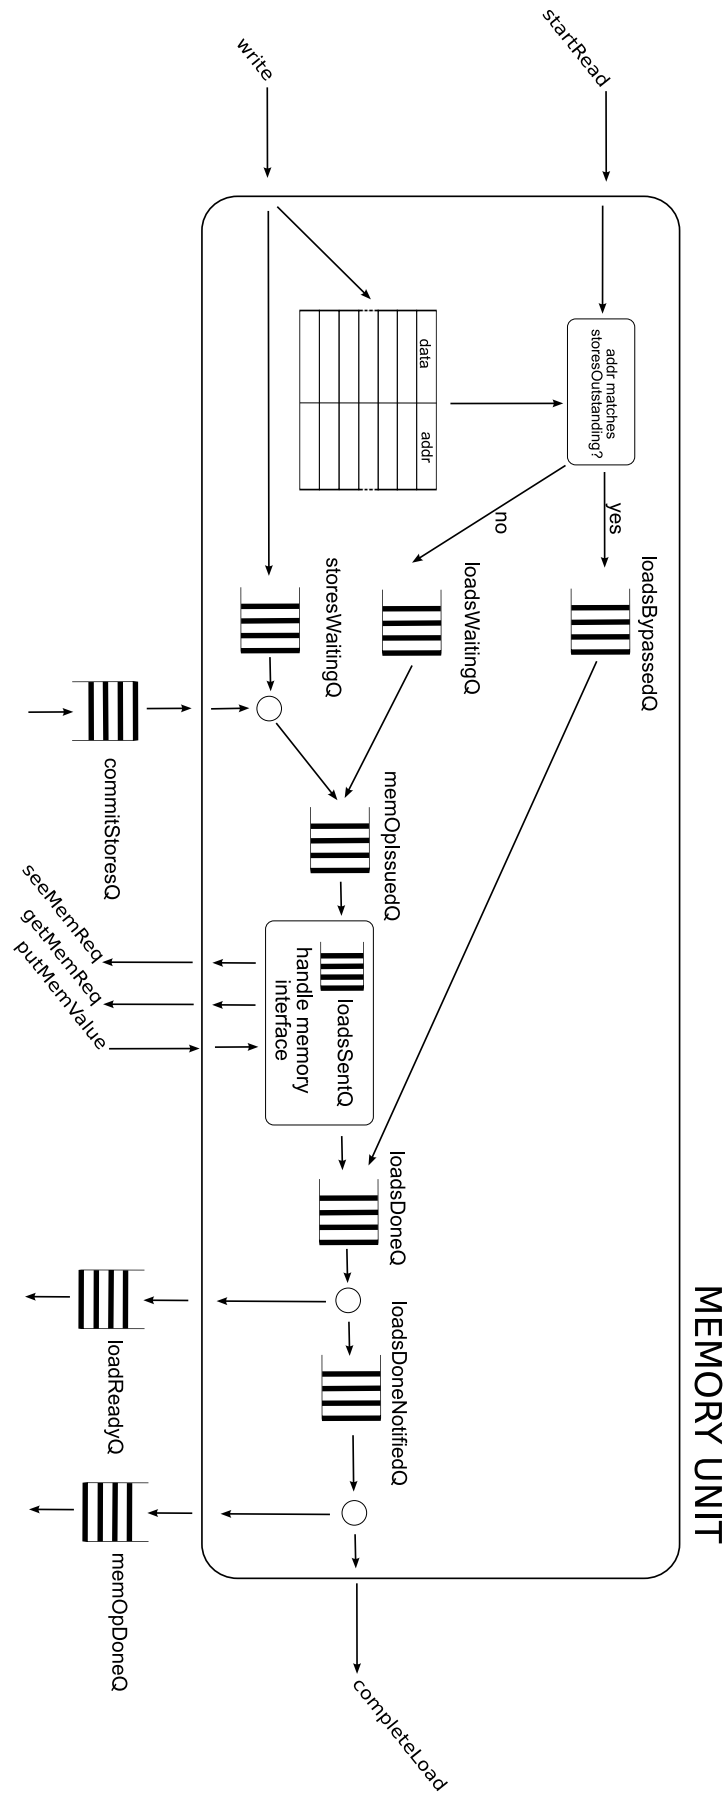 MEMORY UNIT
startRead
write
addr matches
storesOutstanding?
data
addr
yes
no
loadsBypassedQ
loadsWaitingQ
storesWaitingQ
commitStoresQ
memOpIssuedQ
loadsSentQ
handle memory
interface
seeMemReq
getMemReq
putMemValue
loadsDoneQ
loadReadyQ
loadsDoneNotifiedQ
memOpDoneQ
completeLoad